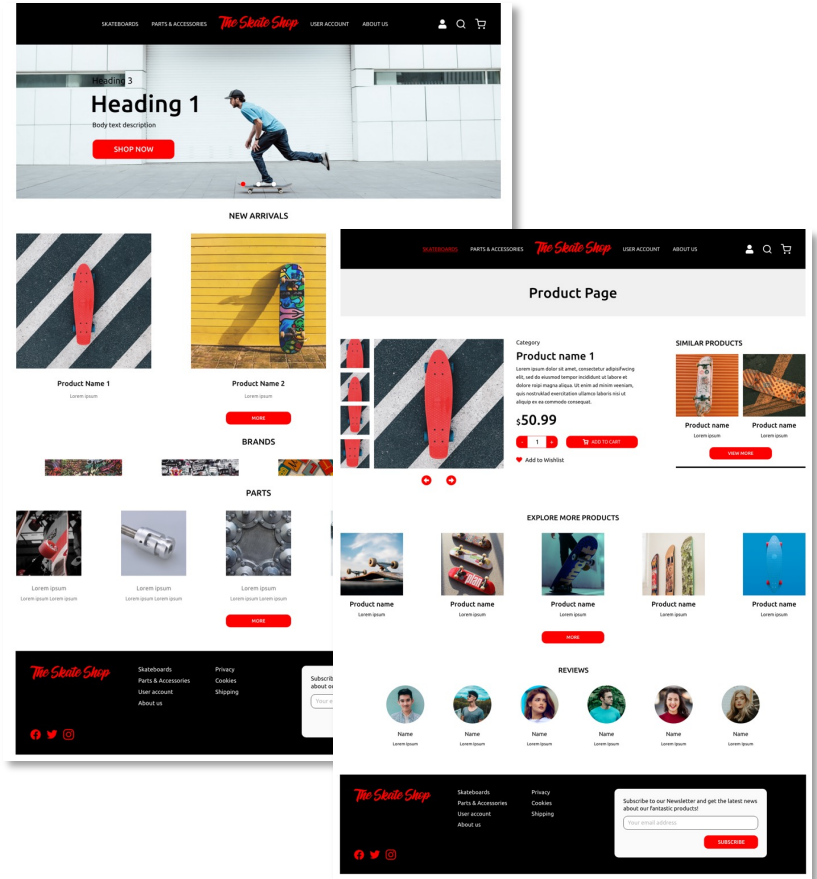 SKATEBOARDS PARTS & ACCESSORIES The Skate Shop USER ACCOUNT ABOUT US
Heading 3
Heading 1
Body text description
SHOP NOW
NEW ARRIVALS
Product Name 1
Lorem ipsum
Product Name 2
Lorem ipsum
MORE
BRANDS
PARTS
Lorem ipsum Lorem ipsum Lorem ipsum
Lorem ipsum Lorem ipsum Lorem ipsum Lorem ipsum Lorem ipsum Lorem ipsum
MORE
The Skate Shop
Skateboards
Parts & Accessories
User account
About us
Privacy
Cookies
Shipping
Subscrib
about o
Your e
SKATEBOARDS PARTS & ACCESSORIES The Skate Shop USER ACCOUNT ABOUT US
Product Page
Category
Product name 1
Lorem ipsum dolor sit amet, consectetur adipisifwcing
elit, sed do eiusmod tempor incididunt ut labore et
dolore roipi magna aliqua. Ut enim ad minim veeniam,
quis nostruklad exercitation ullamco laboris nisi ut
aliquip ex ea commodo consequat.
$50.99
- 1 +
ADD TO CART
Add to Wishlist
SIMILAR PRODUCTS
Product name Product name
Lorem ipsum Lorem ipsum
VIEW MORE
EXPLORE MORE PRODUCTS
plan
Product name Product name Product name Product name Product name
Lorem ipsum Lorem ipsum Lorem ipsum Lorem ipsum Lorem ipsum
MORE
REVIEWS
Name Name Name Name Name Name
Lorem ipsum Lorem ipsum Lorem ipsum Lorem ipsum Lorem ipsum Lorem ipsum
The Skate Shop
Skateboards
Parts & Accessories
User account
About us
Privacy
Cookies
Shipping
Subscribe to our Newsletter and get the latest news
about our fantastic products!
Your email address
SUBSCRIBE